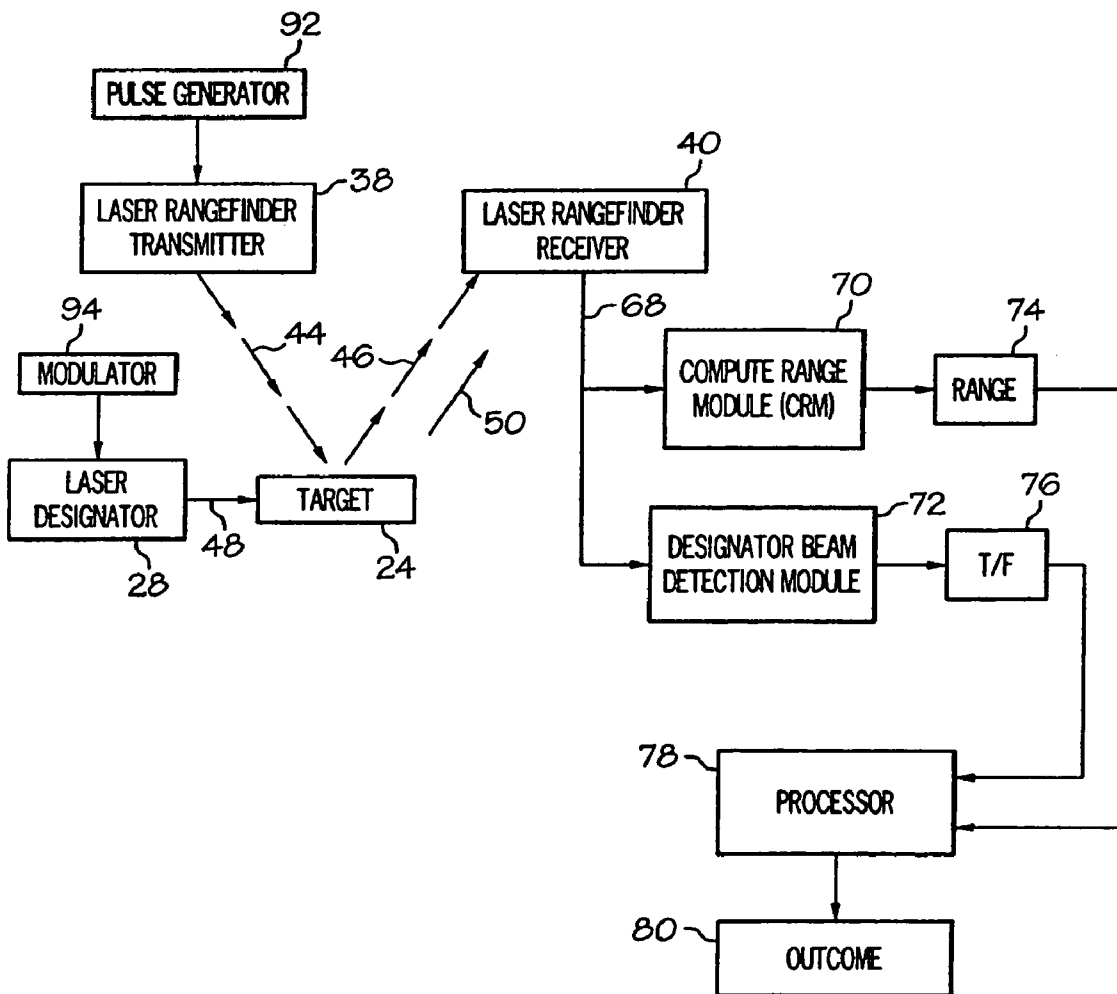 92
PULSE GENERATOR
38
LASER RANGEFINDER
TRANSMITTER
40
LASER RANGEFINDER
RECEIVER
94
MODULATOR
44
46
50
68
70
COMPUTE RANGE
MODULE (CRM)
74
RANGE
LASER
DESIGNATOR
28
48
TARGET
24
72
DESIGNATOR BEAM
DETECTION MODULE
76
T/F
78
PROCESSOR
80
OUTCOME